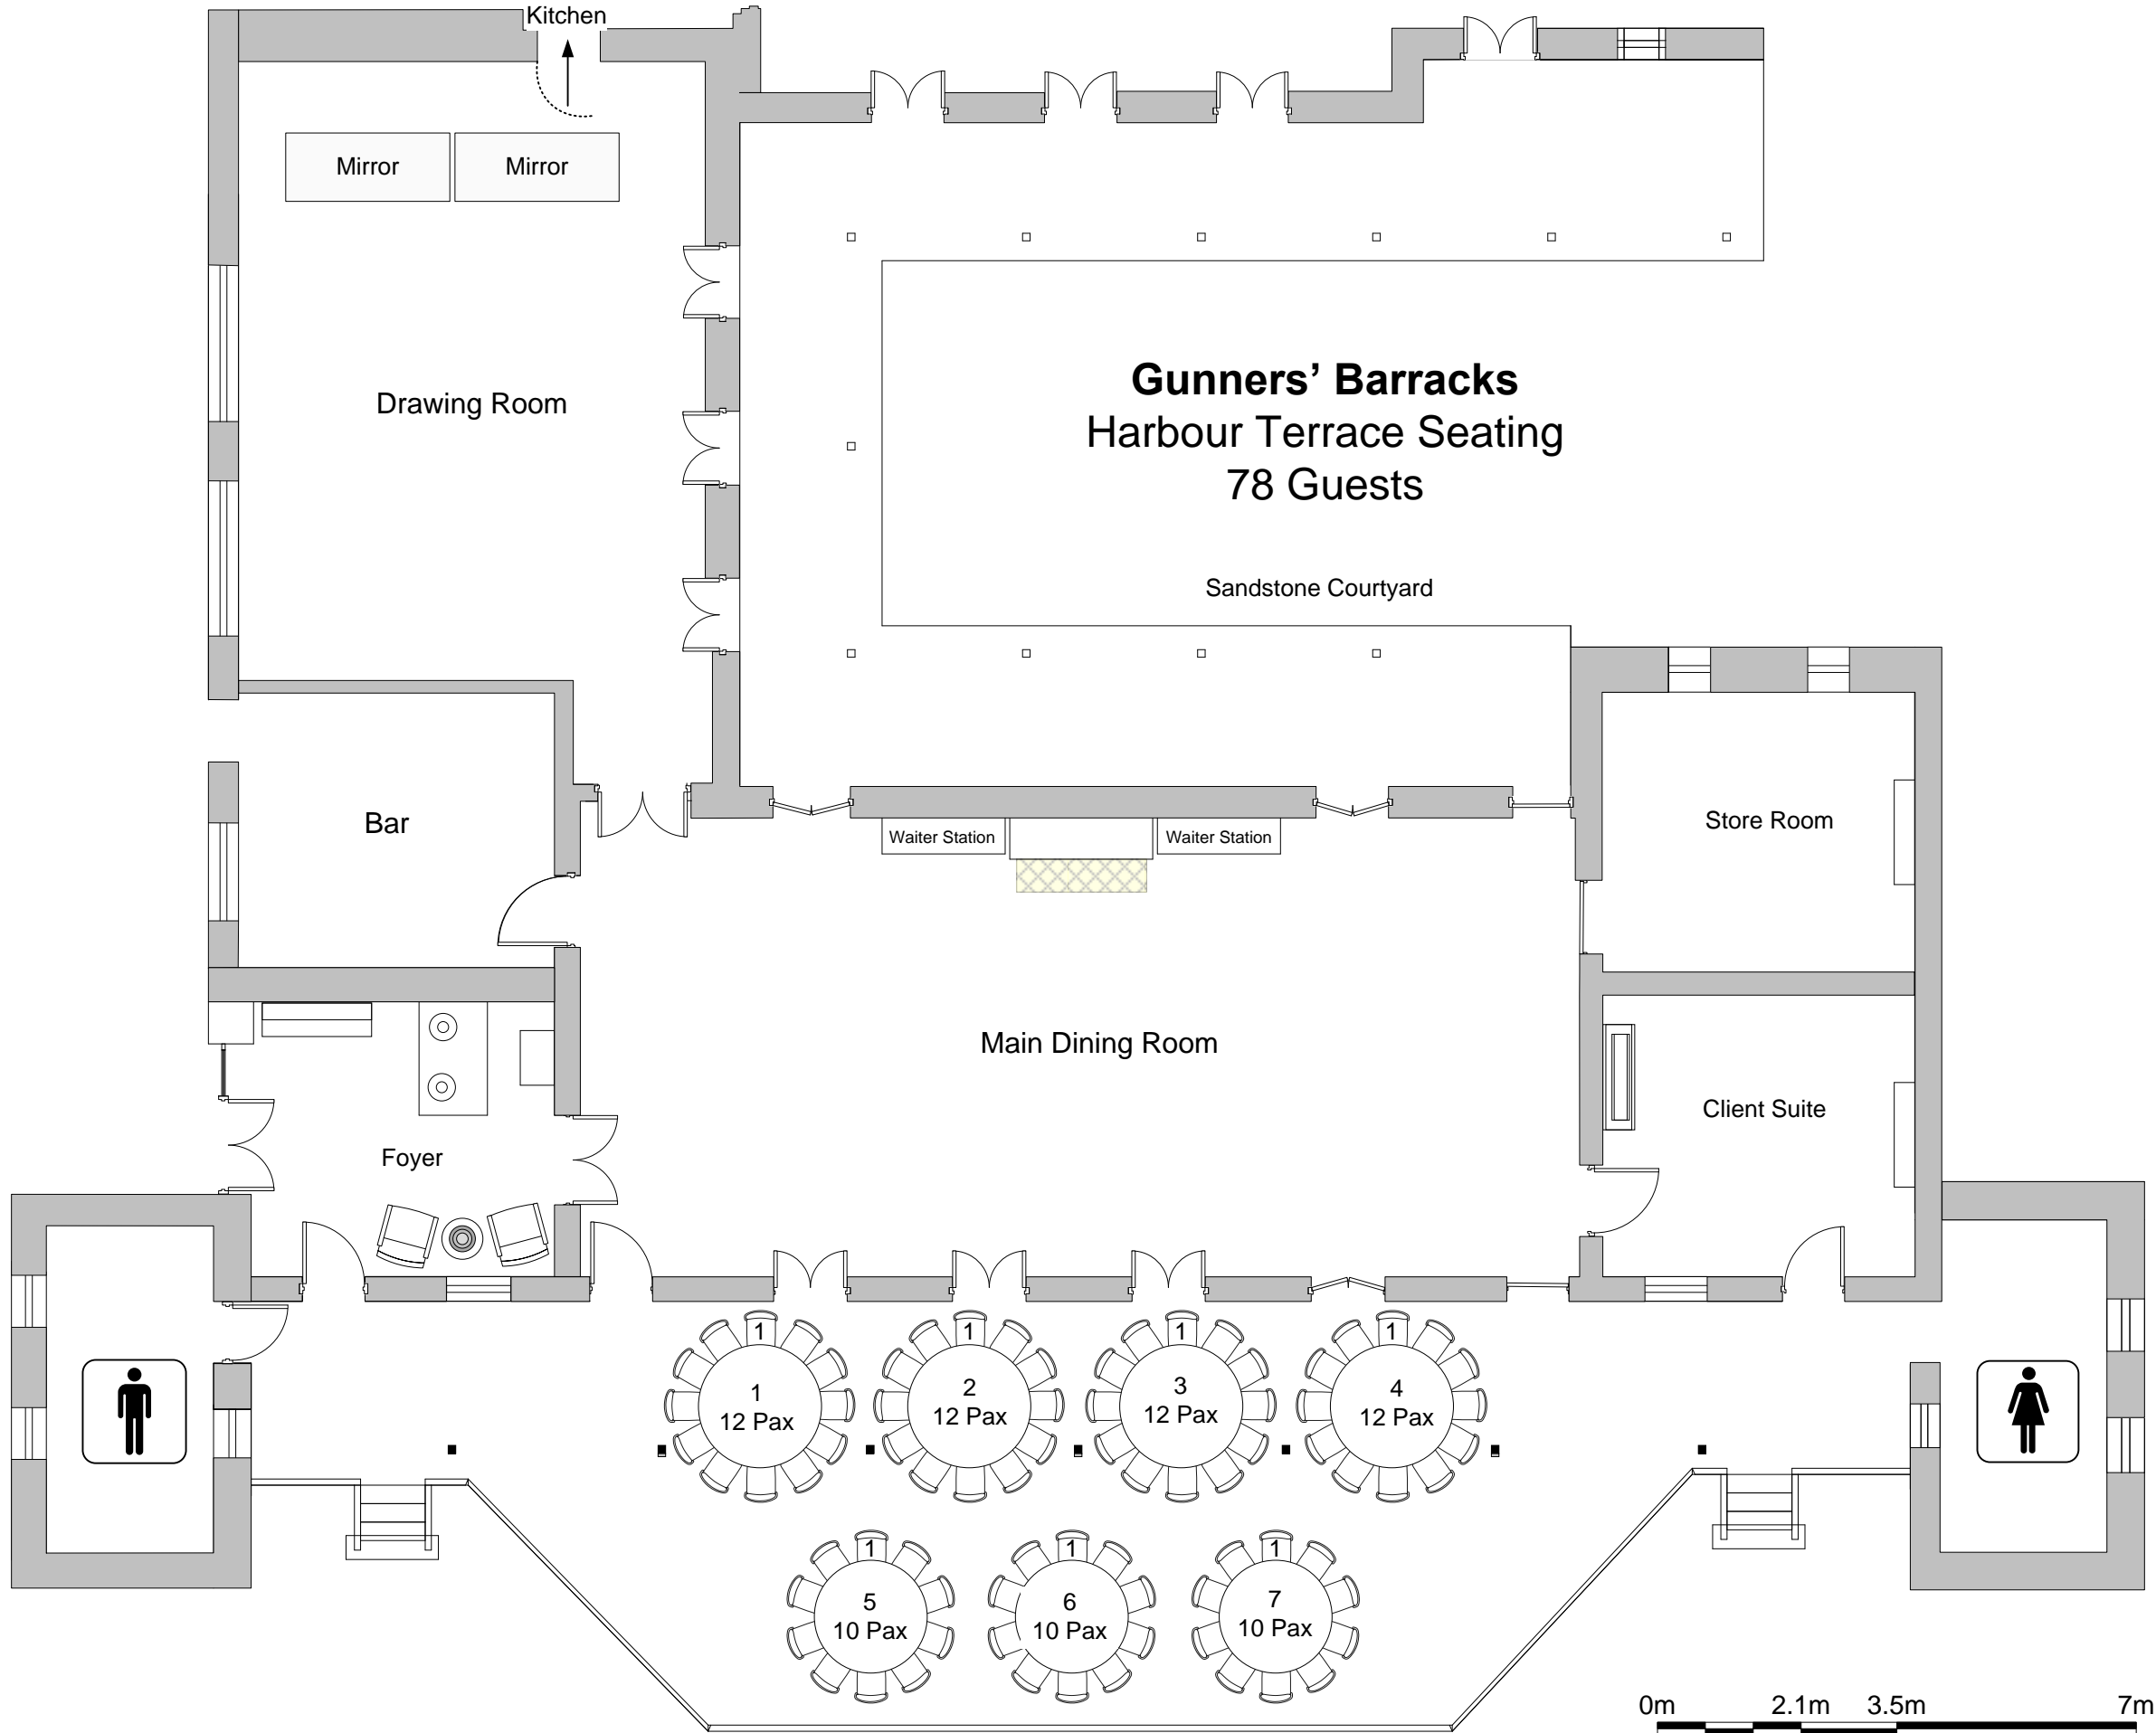 Kitchen
Mirror
Mirror
Drawing Room
Gunners’ Barracks
Harbour Terrace Seating
78 Guests
Sandstone Courtyard
Bar
Waiter Station
Waiter Station
Store Room
Main Dining Room
Client Suite
Foyer
1
1
1
1
1
12 Pax
2
12 Pax
3
12 Pax
4
12 Pax
1
1
1
5
10 Pax
6
10 Pax
7
10 Pax
0m 2.1m 3.5m 7m